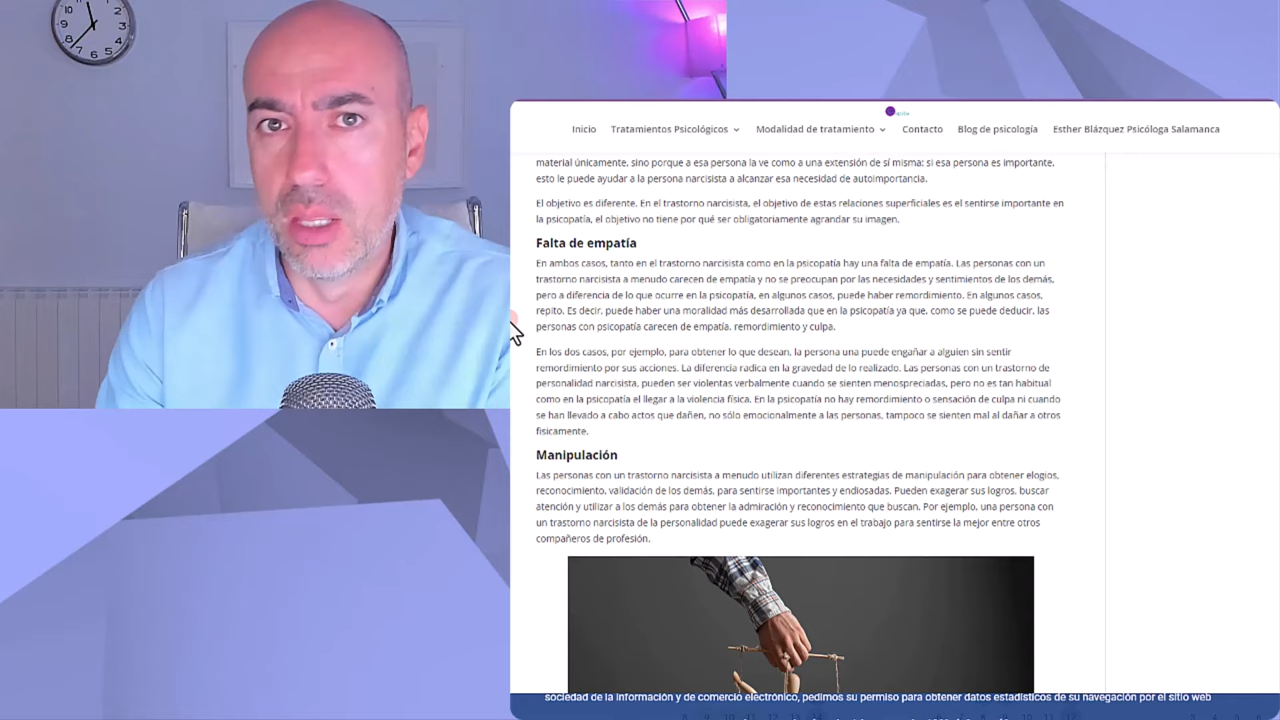 Inicio Tratamientos Psicológicos Modalidad de tratamiento Contacto Blog de psicología Esther Blázquez Psicóloga Salamanca
material únicamente, sino porque a esa persona la ve como a una extensión de sí misma: si esa persona es importante,
esto le puede ayudar a la persona narcisista a alcanzar esa necesidad de autoimportancia.
El objetivo es diferente. En el trastorno narcisista, el objetivo de estas relaciones superficiales es el sentirse importante en
la psicopatía, el objetivo no tiene por qué ser obligatoriamente agrandar su imagen.
Falta de empatía
En ambos casos, tanto en el trastorno narcisista como en la psicopatía hay una falta de empatía. Las personas con un
trastorno narcisista a menudo carecen de empatía y no se preocupan por las necesidades y sentimientos de los demás,
pero a diferencia de lo que ocurre en la psicopatía, en algunos casos, puede haber remordimiento. En algunos casos,
repito. Es decir, puede haber una moralidad más desarrollada que en la psicopatía ya que, como se puede deducir, las
personas con psicopatía carecen de empatía, remordimiento y culpa.
En los dos casos, por ejemplo, para obtener lo que desean, la persona una puede engañar a alguien sin sentir
remordimiento por sus acciones. La diferencia radica en la gravedad de lo realizado. Las personas con un trastorno de
personalidad narcisista, pueden ser violentas verbalmente cuando se sienten menospreciadas, pero no es tan habitual
como en la psicopatía el llegar a la violencia física. En la psicopatía no hay remordimiento o sensación de culpa ni cuando
se han llevado a cabo actos que dañen, no sólo emocionalmente a las personas, tampoco se sienten mal al dañar a otros
físicamente.
Manipulación
Las personas con un trastorno narcisista a menudo utilizan diferentes estrategias de manipulación para obtener elogios,
reconocimiento, validación de los demás, para sentirse importantes y endiosadas. Pueden exagerar sus logros, buscar
atención y utilizar a los demás para obtener la admiración y reconocimiento que buscan. Por ejemplo, una persona con
un trastorno narcisista de la personalidad puede exagerar sus logros en el trabajo para sentirse la mejor entre otros
compañeros de profesión.
sociedad de la información y de comercio electrónico, pedimos su permiso para obtener datos estadísticos de su navegación por el sitio web